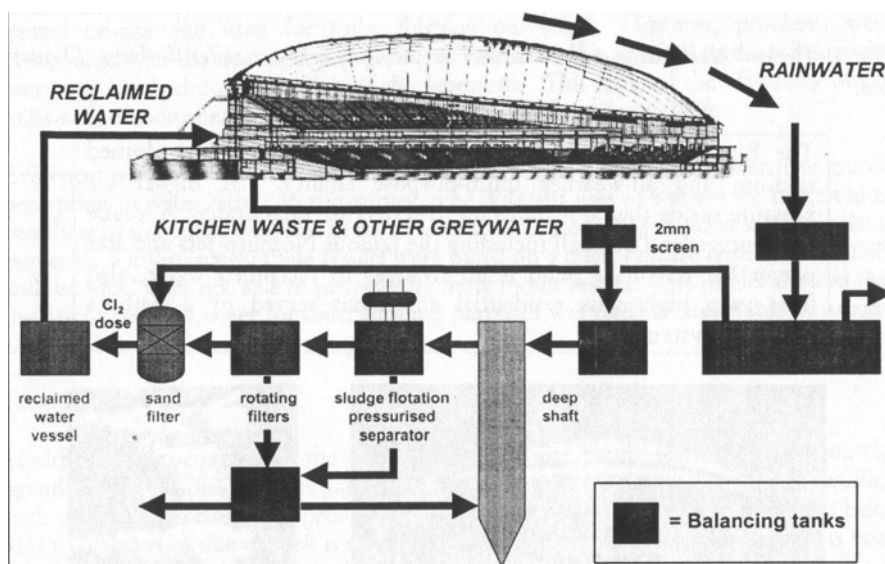 RECLAIMED
WATER
RAINWATER
KITCHEN WASTE & OTHER GREYWATER
2mm
screen
Cl2
dose
reclaimed
water
vessel
sand
filter
rotating
filters
sludge flotation
pressurised
separator
deep
shaft
= Balancing tanks